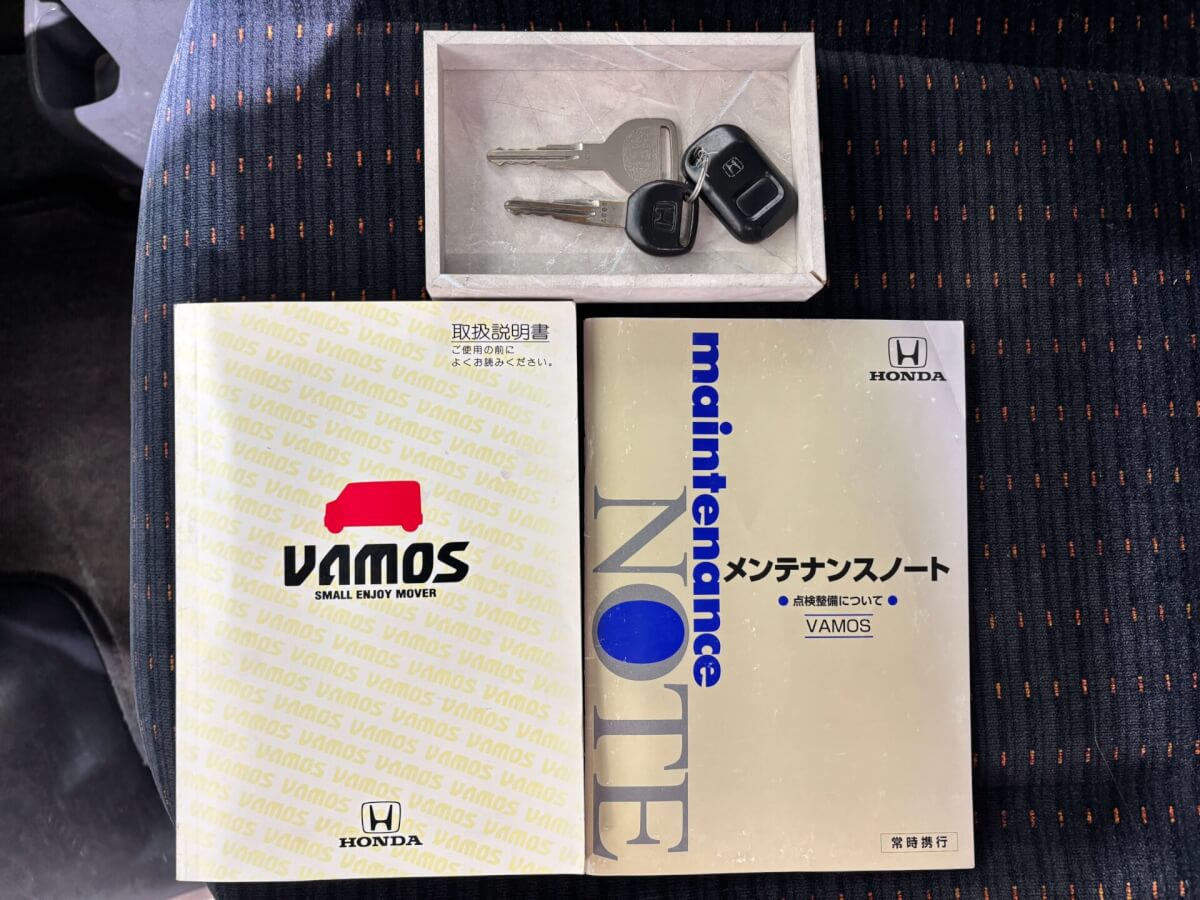 取扱説明書
ご使用の前に
よくお読みください。
VAMOS
SMALL ENJOY MOVER
HONDA
HONDA
maintenance
NOTE
メンテナンスノート
●点検整備について●
VAMOS
常時携行